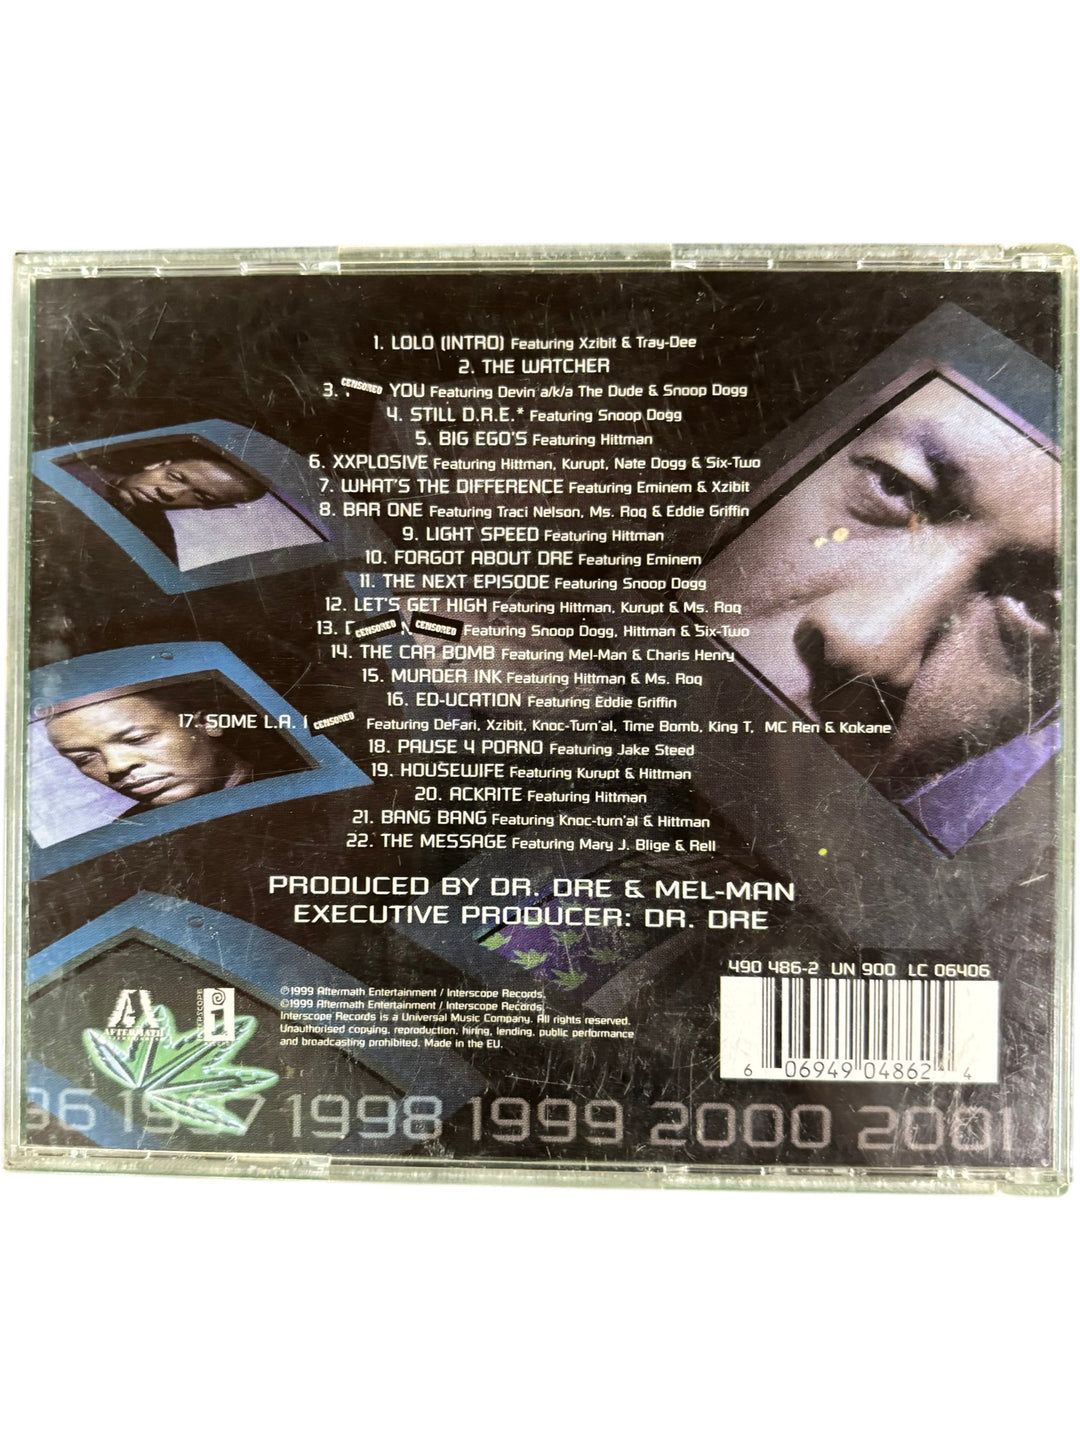 1. LOLO (INTRO) Featuring Xzibit & Tray-Dee
2. THE WATCHER
3. CENSORED YOU Featuring Devin a/k/a The Dude & Snoop Dogg
4. STILL D.R.E.* Featuring Snoop Dogg
5. BIG EGO'S Featuring Hittman
6. XXPLOSIVE Featuring Hittman, Kurupt, Nate Dogg & Six-Two
7. WHAT'S THE DIFFERENCE Featuring Eminem & Xzibit
8. BAR ONE Featuring Traci Nelson, Ms. Roq & Eddie Griffin
9. LIGHT SPEED Featuring Hittman
10. FORGOT ABOUT DRE Featuring Eminem
11. THE NEXT EPISODE Featuring Snoop Dogg
12. LET'S GET HIGH Featuring Hittman, Kurupt & Ms. Roq
13. CENSORED N CENSORED Featuring Snoop Dogg, Hittman & Six-Two
14. THE CAR BOMB Featuring Mel-Man & Charis Henry
15. MURDER INK Featuring Hittman & Ms. Roq
16. ED-UCATION Featuring Eddie Griffin
17. SOME L.A. CENSORED Featuring DeFari, Xzibit, Knoc-Turn'al, Time Bomb, King T, MC Ren & Kokane
18. PAUSE 4 PORNO Featuring Jake Steed
19. HOUSEWIFE Featuring Kurupt & Hittman
20. ACKRITE Featuring Hittman
21. BANG BANG Featuring Knoc-turn'al & Hittman
22. THE MESSAGE Featuring Mary J. Blige & Rell
PRODUCED BY DR. DRE & MEL-MAN
EXECUTIVE PRODUCER: DR. DRE
490 486-2 UN 900 LC 06406
6 06949 04862 4
AFTERMATH
ENTERTAINMENT
INTERSCOPE
℗1999 Aftermath Entertainment / Interscope Records.
©1999 Aftermath Entertainment / Interscope Records.
Interscope Records is a Universal Music Company. All rights reserved.
Unauthorised copying, reproduction, hiring, lending, public performance
and broadcasting prohibited. Made in the EU.
96 1997 1998 1999 2000 2001